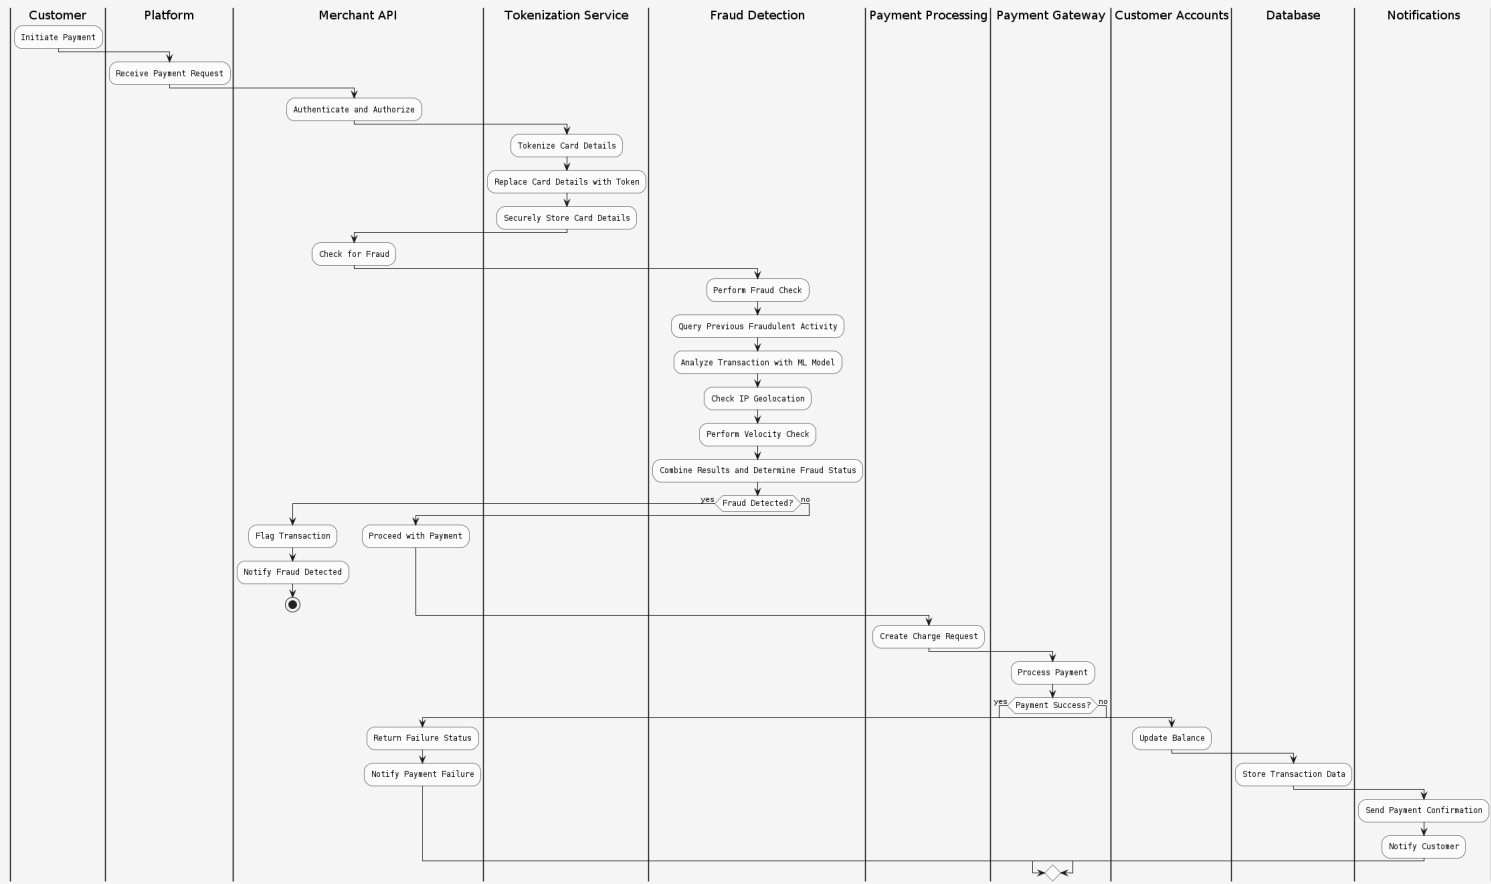 Customer
Platform
Merchant API
Tokenization Service
Fraud Detection
Payment Processing
Payment Gateway
Customer Accounts
Database
Notifications
Initiate Payment
Receive Payment Request
Authenticate and Authorize
Tokenize Card Details
Replace Card Details with Token
Securely Store Card Details
Check for Fraud
Perform Fraud Check
Query Previous Fraudulent Activity
Analyze Transaction with ML Model
Check IP Geolocation
Perform Velocity Check
Combine Results and Determine Fraud Status
yes
Fraud Detected?
no
Flag Transaction
Proceed with Payment
Notify Fraud Detected
Create Charge Request
Process Payment
yes
Payment Success?
no
Return Failure Status
Update Balance
Notify Payment Failure
Store Transaction Data
Send Payment Confirmation
Notify Customer